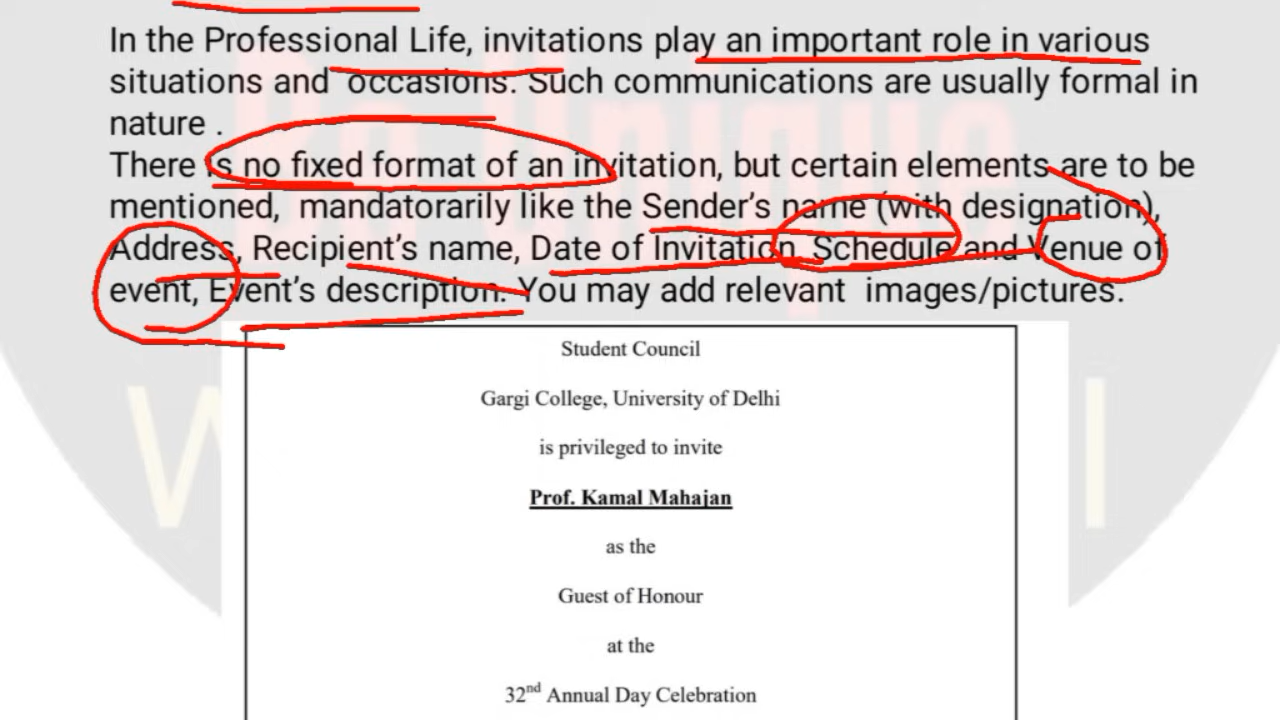 In the Professional Life, invitations play an important role in various
situations and occasions. Such communications are usually formal in
nature .
There is no fixed format of an invitation, but certain elements are to be
mentioned, mandatorarily like the Sender's name (with designation),
Address, Recipient's name, Date of Invitation, Schedule and Venue of
event, Event's description. You may add relevant images/pictures.
Student Council
Gargi College, University of Delhi
is privileged to invite
Prof. Kamal Mahajan
as the
Guest of Honour
at the
32nd Annual Day Celebration